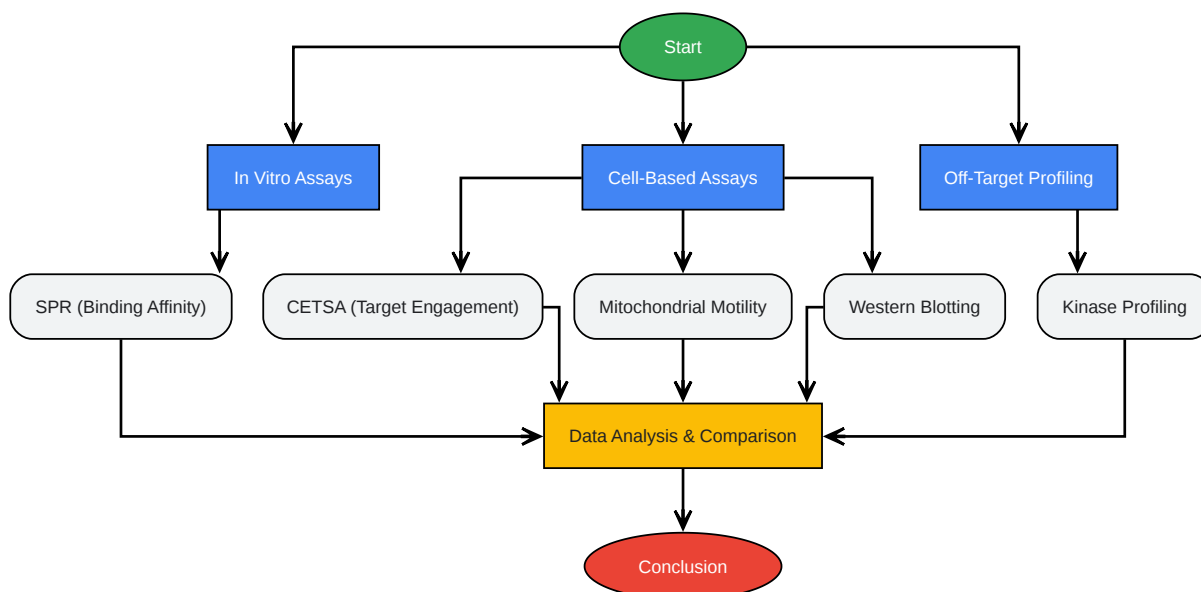 Start
In Vitro Assays
Cell-Based Assays
Off-Target Profiling
SPR (Binding Affinity)
CETSA (Target Engagement)
Mitochondrial Motility
Western Blotting
Kinase Profiling
Data Analysis & Comparison
Conclusion